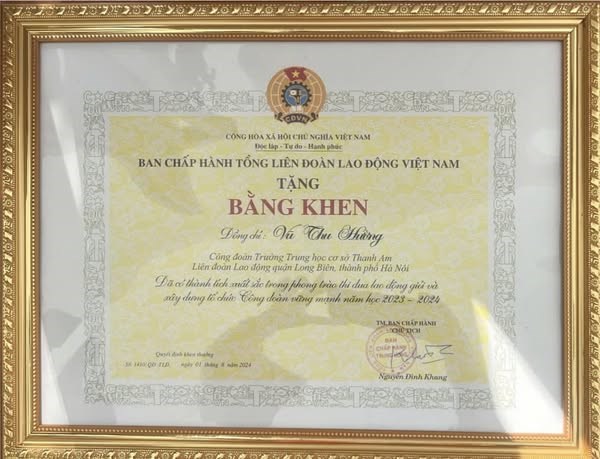 CĐVN
CỘNG HÒA XÃ HỘI CHỦ NGHĨA VIỆT NAM
Độc lập - Tự do - Hạnh phúc
BAN CHẤP HÀNH TỔNG LIÊN ĐOÀN LAO ĐỘNG VIỆT NAM
TẶNG
BẰNG KHEN
Đồng chí: Vũ Thu Hường
Công đoàn Trường Trung học cơ sở Thanh Am
Liên đoàn Lao động quận Long Biên, thành phố Hà Nội
Đã có thành tích xuất sắc trong phong trào thi đua lao động giỏi và
xây dựng tổ chức Công đoàn vững mạnh năm học 2023 - 2024
TM. BAN CHẤP HÀNH
CHỦ TỊCH
BAN
CHẤP HÀNH
Quyết định khen thưởng
ngày 01 tháng 8 năm 2024
Nguyễn Đình Khang